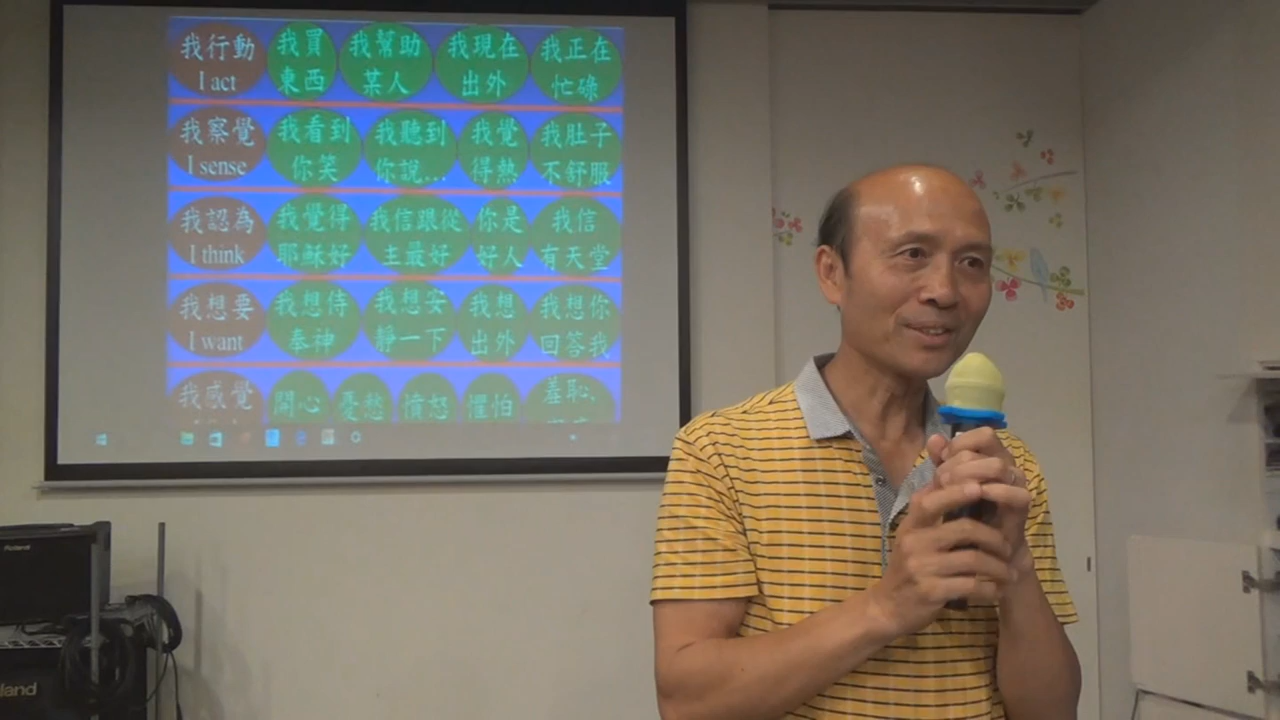 我行動
I act
我買
東西
我幫助
某人
我現在
出外
我正在
忙碌
我察覺
I sense
我看到
你笑
我聽到
你說...
我覺
得熱
我肚子
不舒服
我認為
I think
我覺得
耶穌好
我信跟從
主最好
你是
好人
我信
有天堂
我想要
I want
我想侍
奉神
我想安
靜一下
我想
出外
我想你
回答我
我感覺
開心
憂愁
憤怒
懼怕
羞恥、
Roland
land